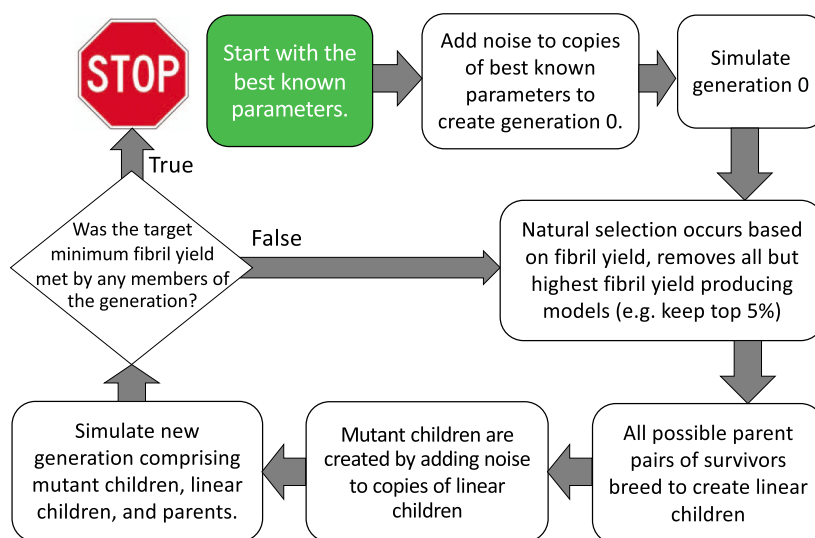 STOP
Start with the
best known
parameters.
Add noise to copies
of best known
parameters to
create generation 0.
Simulate
generation 0
True
Was the target
minimum fibril yield
met by any members of
the generation?
False
Natural selection occurs based
on fibril yield, removes all but
highest fibril yield producing
models (e.g. keep top 5%)
Simulate new
generation comprising
mutant children, linear
children, and parents.
Mutant children are
created by adding noise
to copies of linear
children
All possible parent
pairs of survivors
breed to create linear
children